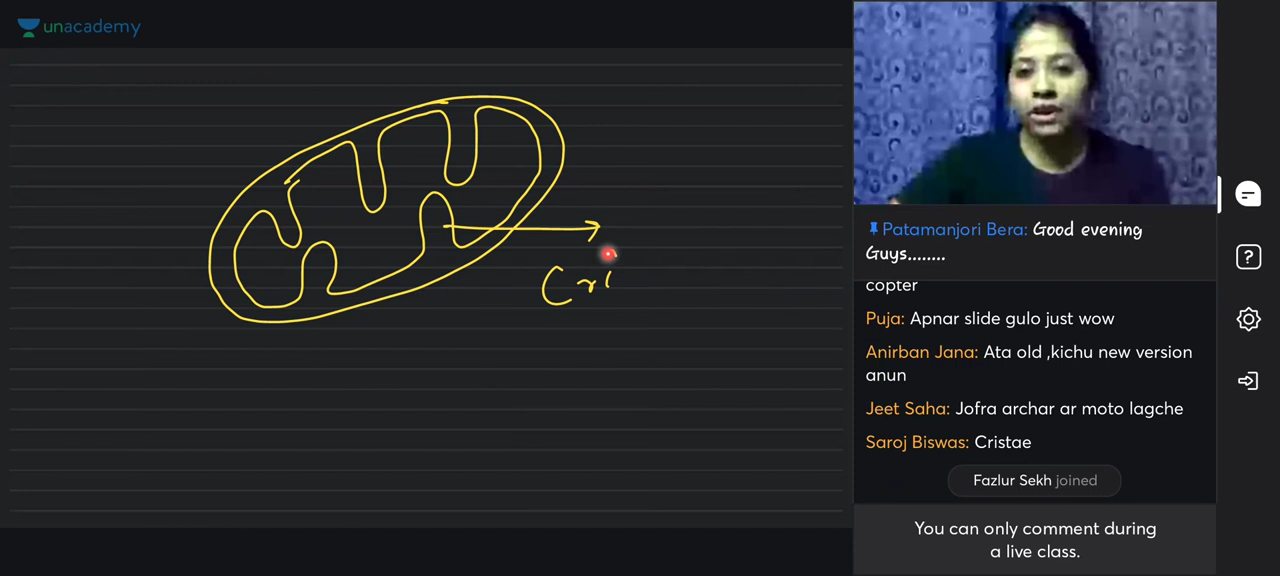 unacademy
Cri
Patamanjori Bera: Good evening
Guys........
copter
Puja: Apnar slide gulo just wow
Anirban Jana: Ata old ,kichu new version
anun
Jeet Saha: Jofra archar ar moto lagche
Saroj Biswas: Cristae
Fazlur Sekh joined
You can only comment during
a live class.